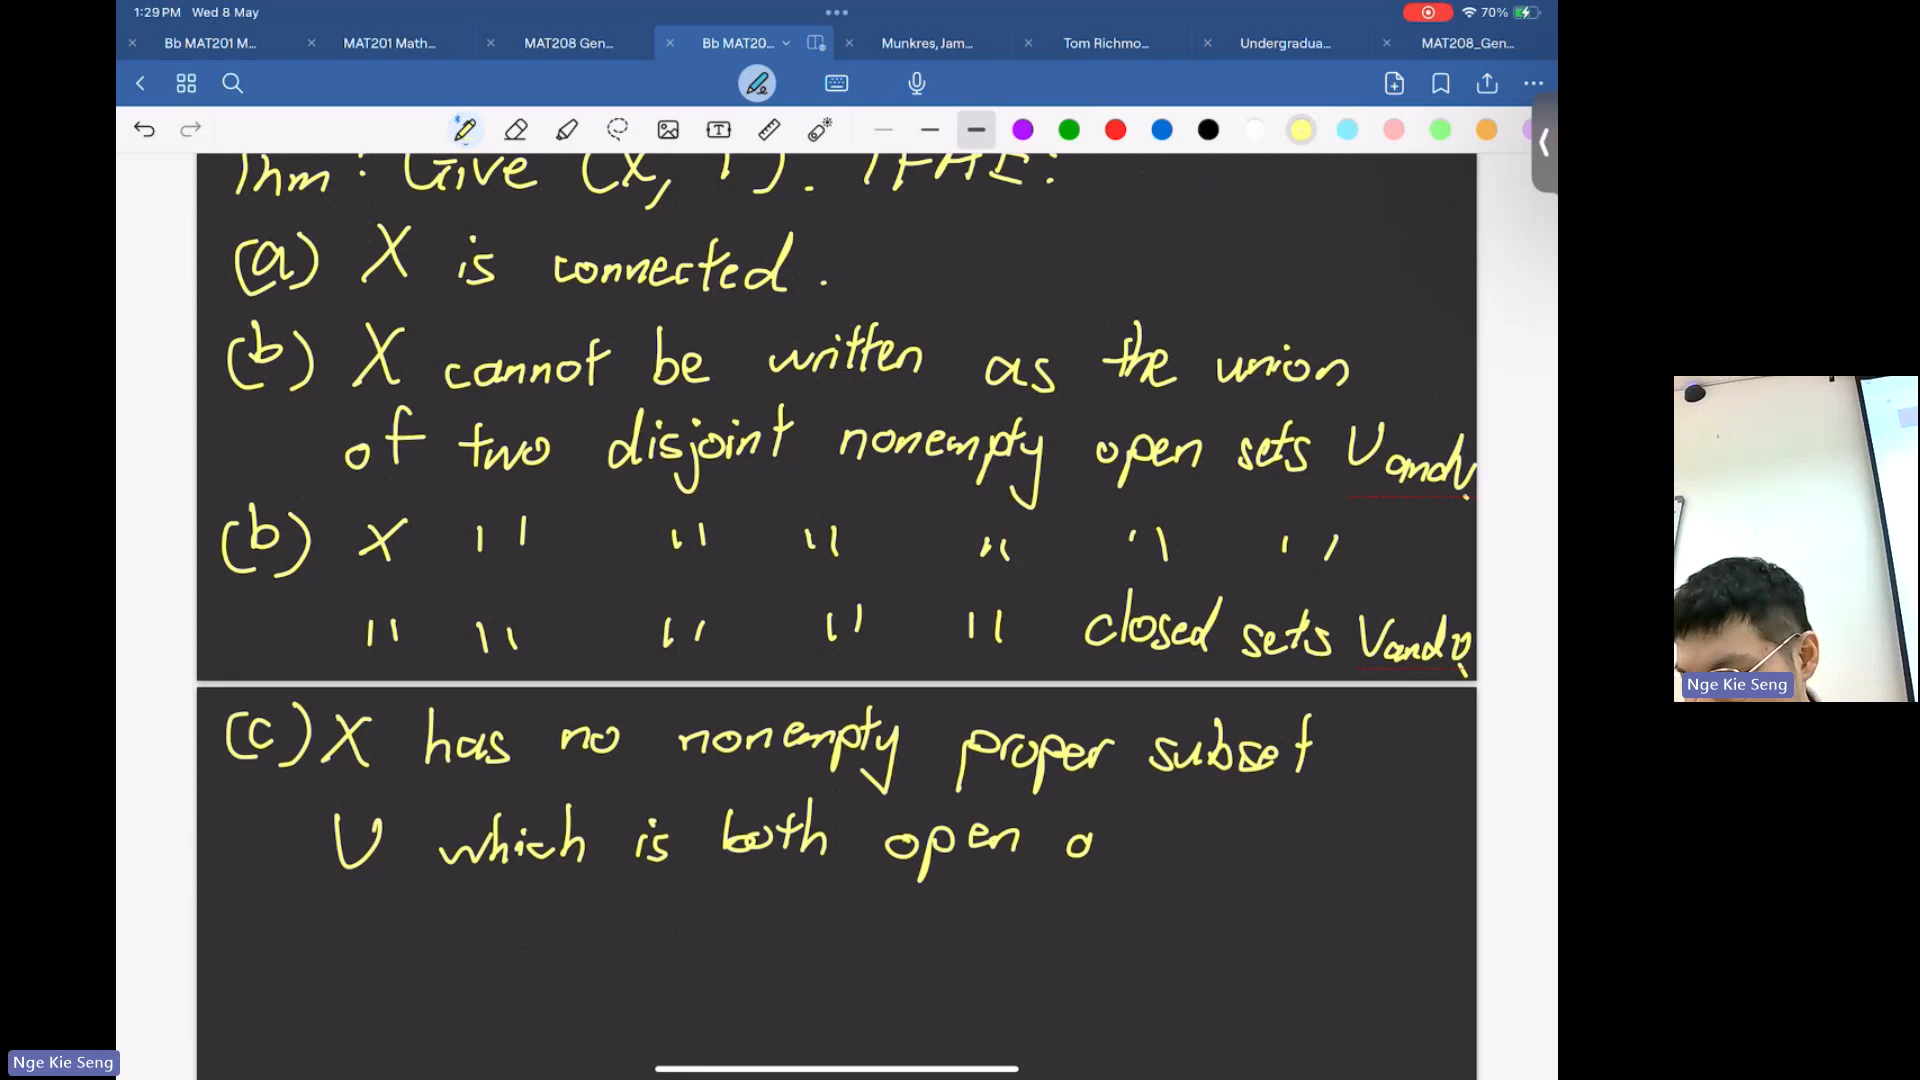 1:29 PM Wed 8 May
70%
Bb MAT201 M...
MAT201 Math...
MAT208 Gen...
Bb MAT20...
Munkres, Jam...
Tom Richmo...
Undergradua...
MAT208_Gen...
Thm : Give (X, T). TFAE:
(a) X is connected.
(b) X cannot be written as the union
of two disjoint nonempty open sets U and V.
(b) X " " " " " "
" " " " " closed sets U and V.
(c) X has no nonempty proper subset
U which is both open a
Nge Kie Seng
Nge Kie Seng